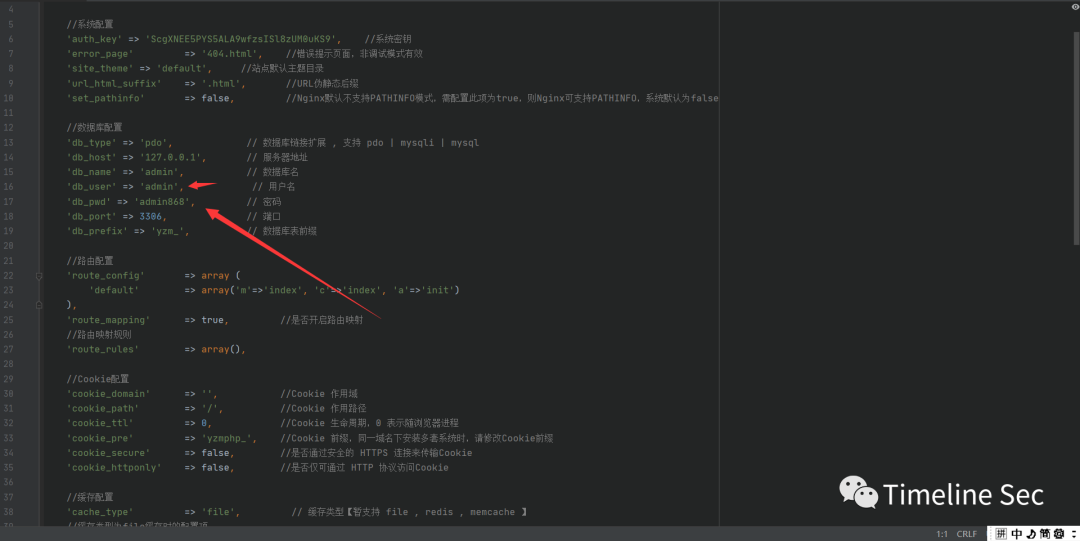 4
5 //系统配置
6 'auth_key' => 'ScgXNEE5PYS5ALA9wfzsISl8zUM0uKS9', //系统密钥
7 'error_page' => '404.html', //错误提示页面，非调试模式有效
8 'site_theme' => 'default', //站点默认主题目录
9 'url_html_suffix' => '.html', //URL伪静态后缀
10 'set_pathinfo' => false, //Nginx默认不支持PATHINFO模式，需配置此项为true，则Nginx可支持PATHINFO，系统默认为false
11
12 //数据库配置
13 'db_type' => 'pdo', // 数据库链接扩展 , 支持 pdo | mysqli | mysql
14 'db_host' => '127.0.0.1', // 服务器地址
15 'db_name' => 'admin', // 数据库名
16 'db_user' => 'admin', // 用户名
17 'db_pwd' => 'admin868', // 密码
18 'db_port' => 3306, // 端口
19 'db_prefix' => 'yzm_', // 数据库表前缀
20
21 //路由配置
22 'route_config' => array (
23 'default' => array('m'=>'index', 'c'=>'index', 'a'=>'init')
24 ),
25 'route_mapping' => true, //是否开启路由映射
26 //路由映射规则
27 'route_rules' => array(),
28
29 //Cookie配置
30 'cookie_domain' => '', //Cookie 作用域
31 'cookie_path' => '/', //Cookie 作用路径
32 'cookie_ttl' => 0, //Cookie 生命周期，0 表示随浏览器进程
33 'cookie_pre' => 'yzmphp_', //Cookie 前缀，同一域名下安装多套系统时，请修改Cookie前缀
34 'cookie_secure' => false, //是否通过安全的 HTTPS 连接来传输Cookie
35 'cookie_httponly' => false, //是否仅可通过 HTTP 协议访问Cookie
36
37 //缓存配置
38 'cache_type' => 'file', // 缓存类型【暂支持 file , redis , memcache 】
39 //缓存类型为file缓存时的配置项
Timeline Sec
1:1 CRLF 拼 中 简